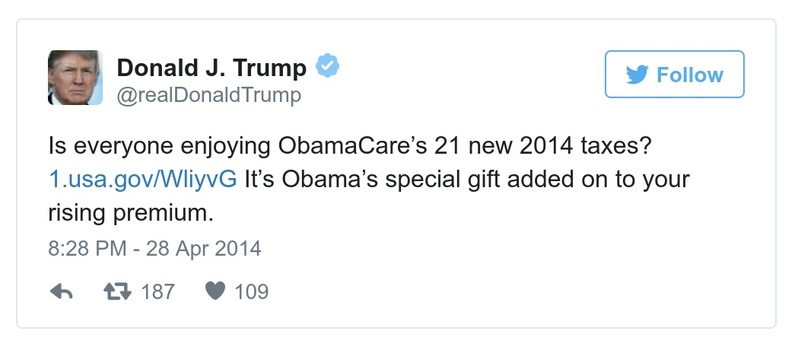 Donald J. Trump
@realDonaldTrump
Follow
Is everyone enjoying ObamaCare’s 21 new 2014 taxes?
1.usa.gov/WliyvG It’s Obama’s special gift added on to your
rising premium.
8:28 PM - 28 Apr 2014
187 109